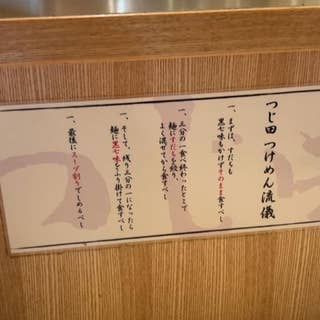 つじ田 つけめん流儀
一、まずは、すだちも
黒七味もかけずそのまま食すべし
一、三分の一食べ終わったとこで
麺にすだちを絞り、
よく混ぜてから食すべし
一、そして、残り三分の一になったら
麺に黒七味をふり掛けて食すべし
一、最後にスープ割りでしめるべし